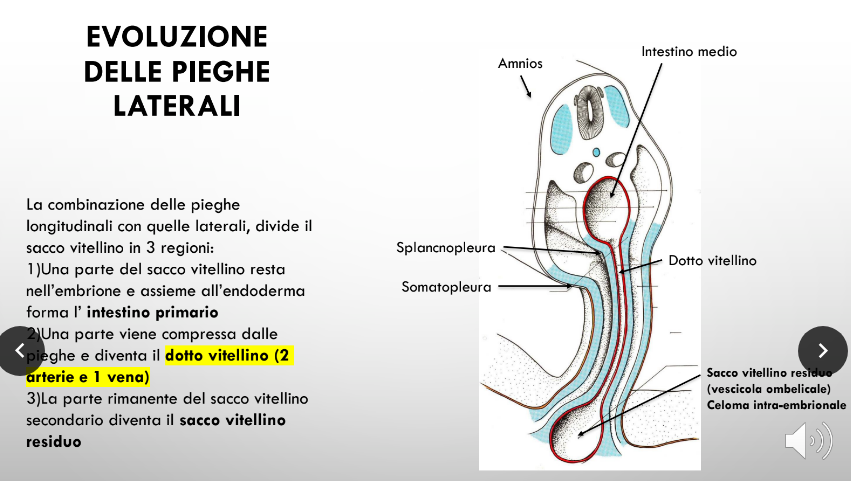 EVOLUZIONE
DELLE PIEGHE
LATERALI
La combinazione delle pieghe
longitudinali con quelle laterali, divide il
sacco vitellino in 3 regioni:
1)Una parte del sacco vitellino resta
nell'embrione e assieme all'endoderma
forma l' intestino primario
2)Una parte viene compressa dalle
pieghe e diventa il dotto vitellino (2
arterie e 1 vena)
3)La parte rimanente del sacco vitellino
secondario diventa il sacco vitellino
residuo
Amnios
Intestino medio
Splancnopleura
Somatopleura
Dotto vitellino
Sacco vitellino residuo
(vescicola ombelicale)
Celoma intra-embrionale